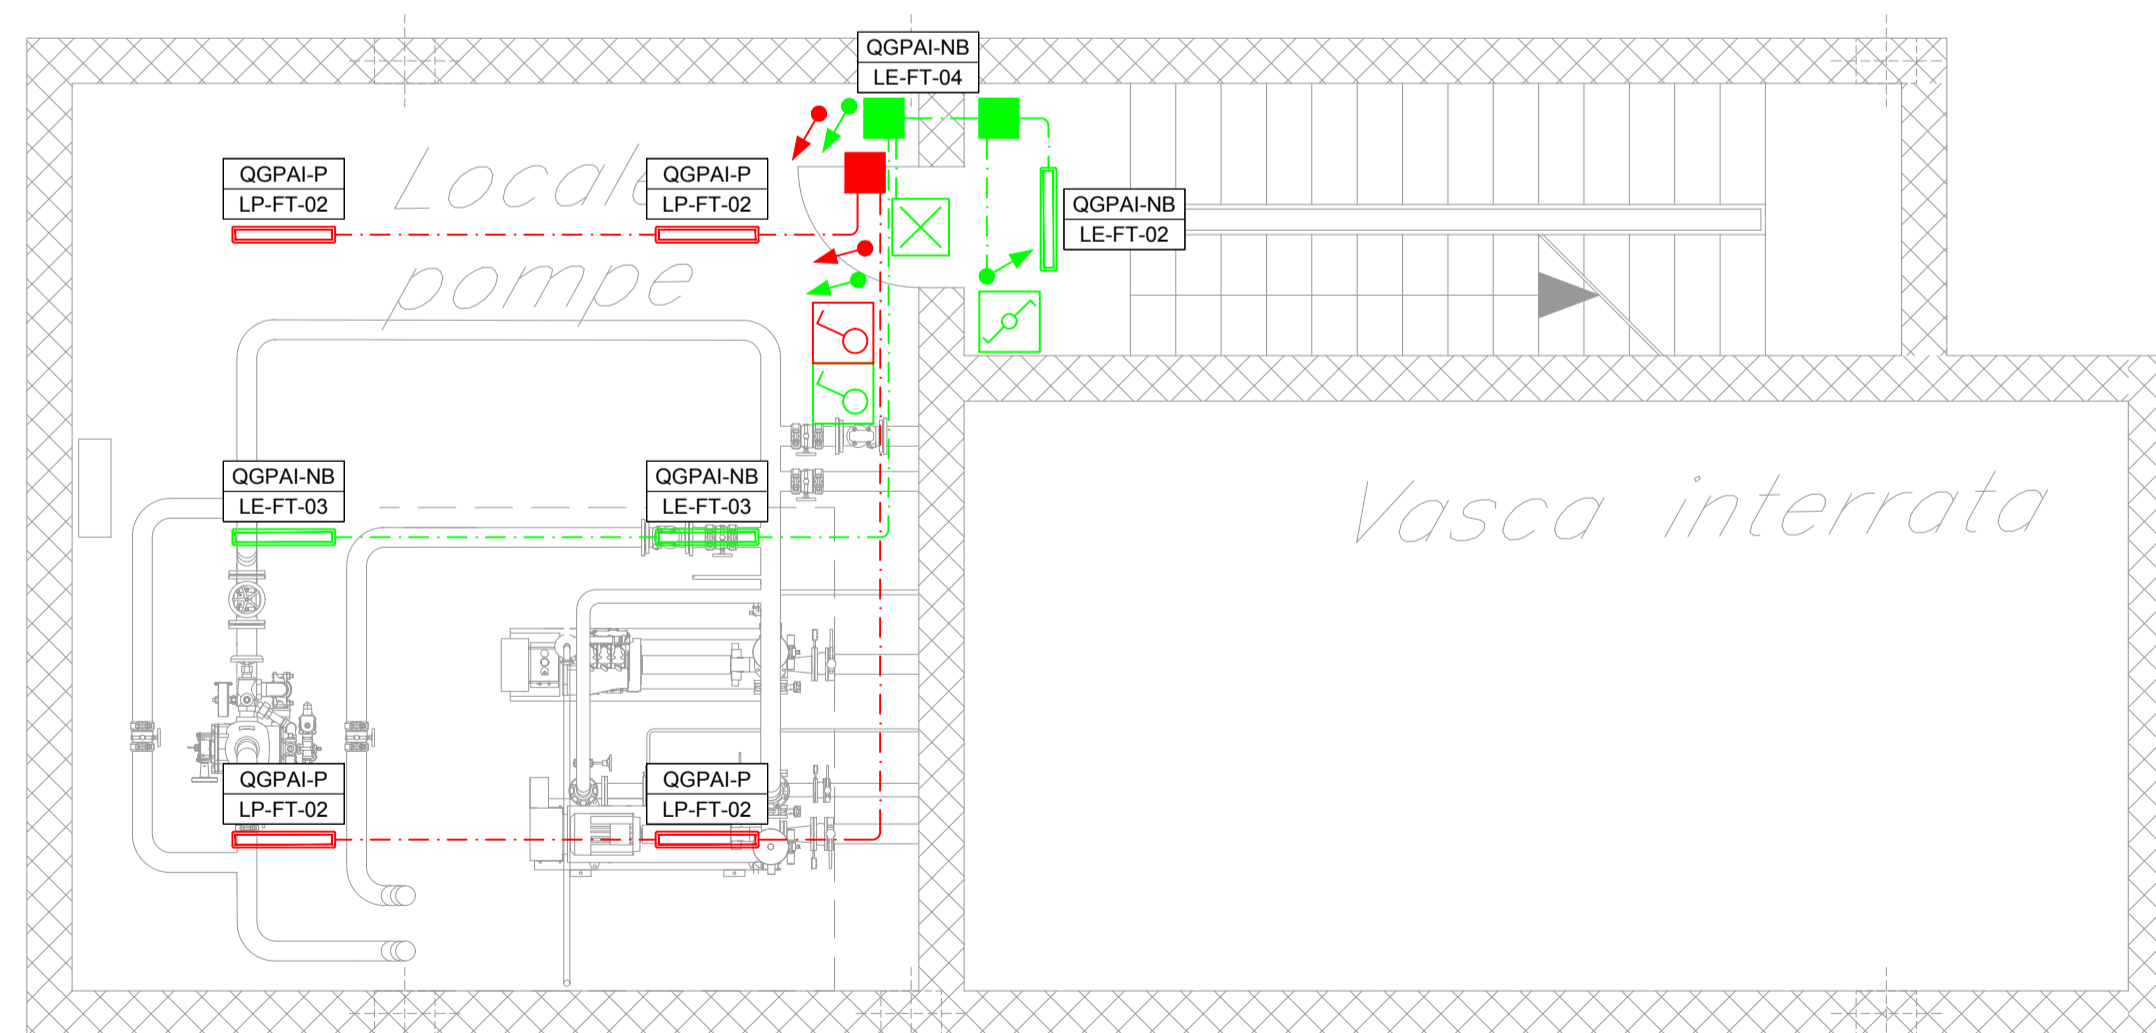 QGPAI-NB
LE-FT-04
QGPAI-P
LP-FT-02
QGPAI-P
LP-FT-02
QGPAI-NB
LE-FT-02
Locale
pompe
QGPAI-NB
LE-FT-03
QGPAI-NB
LE-FT-03
Vasca interrata
QGPAI-P
LP-FT-02
QGPAI-P
LP-FT-02